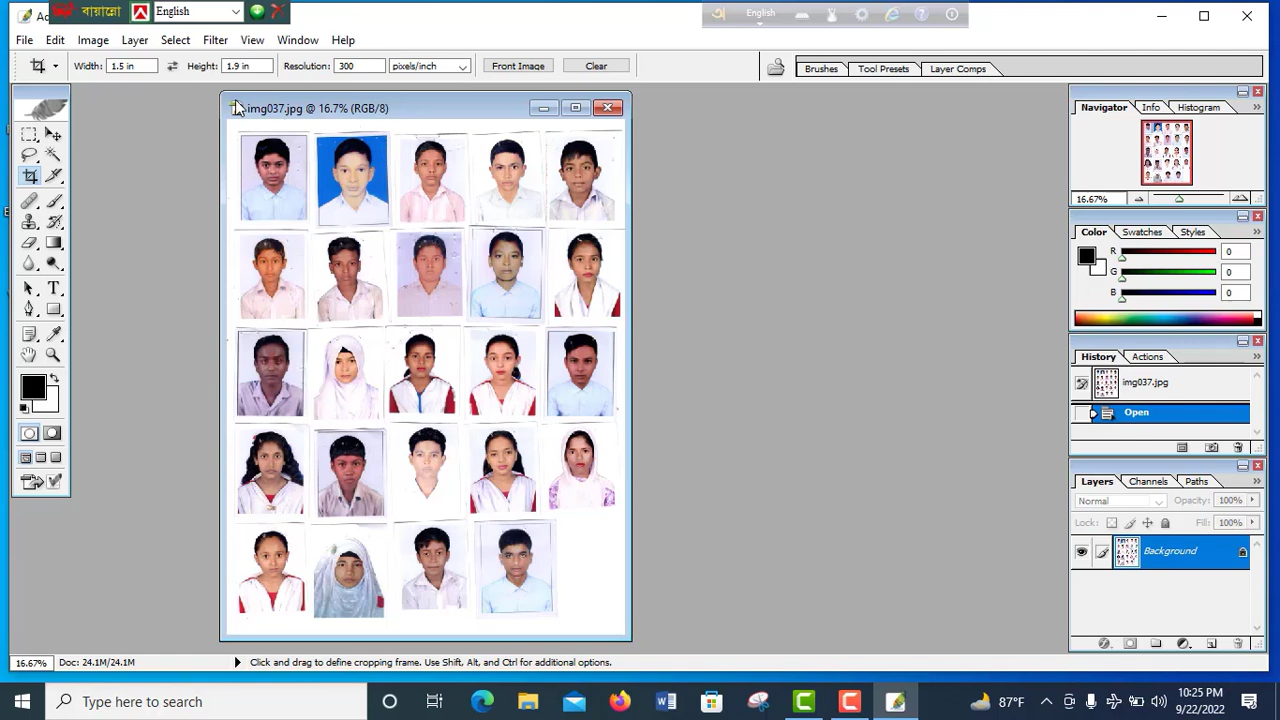 Ad
বায়ান্নো
English
English
File Edit Image Layer Select Filter View Window Help
Width: 1.5 in Height: 1.9 in Resolution: 300 pixels/inch Front Image Clear
Brushes Tool Presets Layer Comps
img037.jpg @ 16.7% (RGB/8)
Navigator Info Histogram
16.67%
Color Swatches Styles
R 0
G 0
B 0
History Actions
img037.jpg
Open
Layers Channels Paths
Normal Opacity: 100%
Lock: Fill: 100%
Background
16.67% Doc: 24.1M/24.1M Click and drag to define cropping frame. Use Shift, Alt, and Ctrl for additional options.
Type here to search
87°F
10:25 PM
9/22/2022